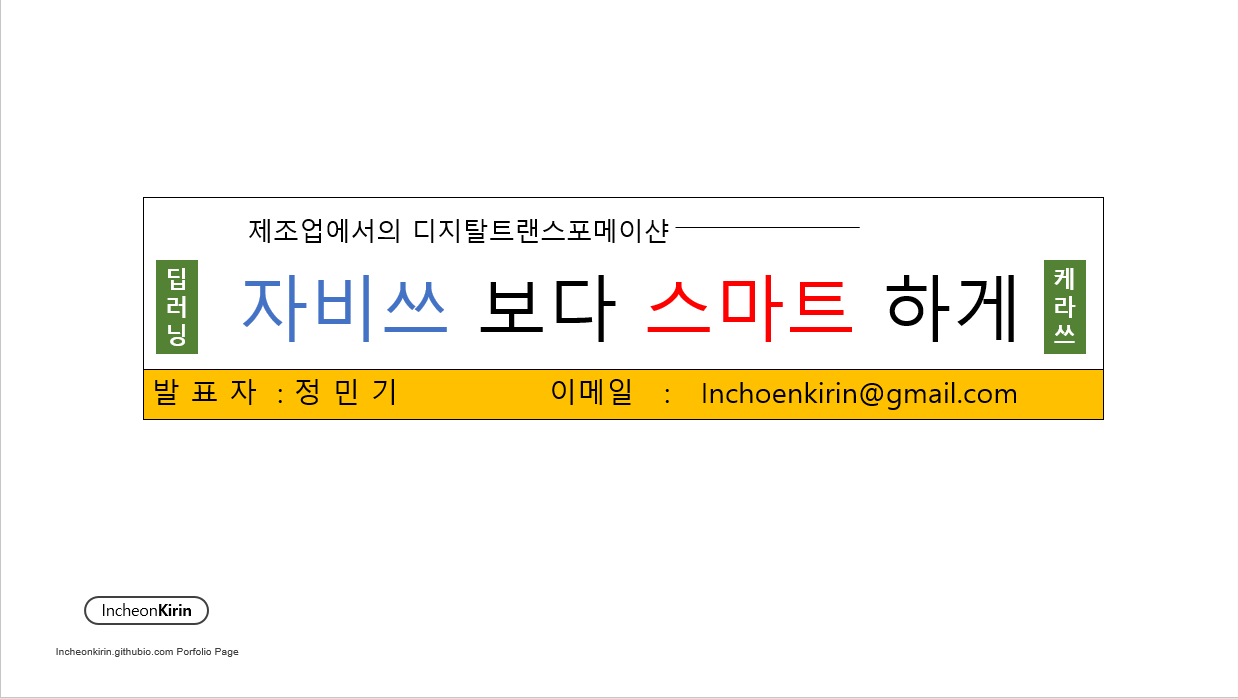 제조업에서의 디지탈트랜스포메이샨
딥
러
닝
자비쓰 보다 스마트 하게
케
라
쓰
발 표 자 : 정 민 기 이메일 : Inchoenkirin@gmail.com
IncheonKirin
Incheonkirin.githubio.com Porfolio Page